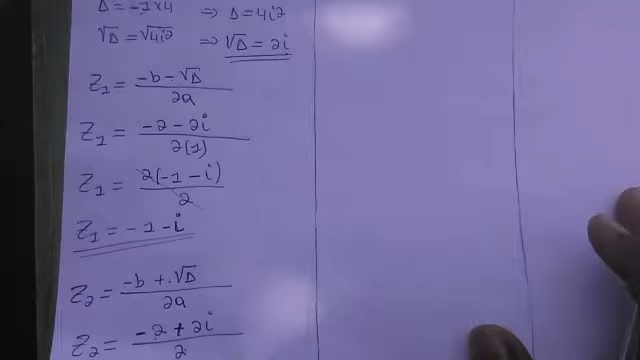 Δ = -1×4 ⇒ Δ = 4i²
√Δ = √4i² ⇒ √Δ = 2i
Z₁ = (-b - √Δ)/2a
Z₁ = (-2 - 2i)/2(1)
Z₁ = 2(-1 - i)/2
Z₁ = -1 - i
Z₂ = (-b + √Δ)/2a
Z₂ = (-2 + 2i)/2